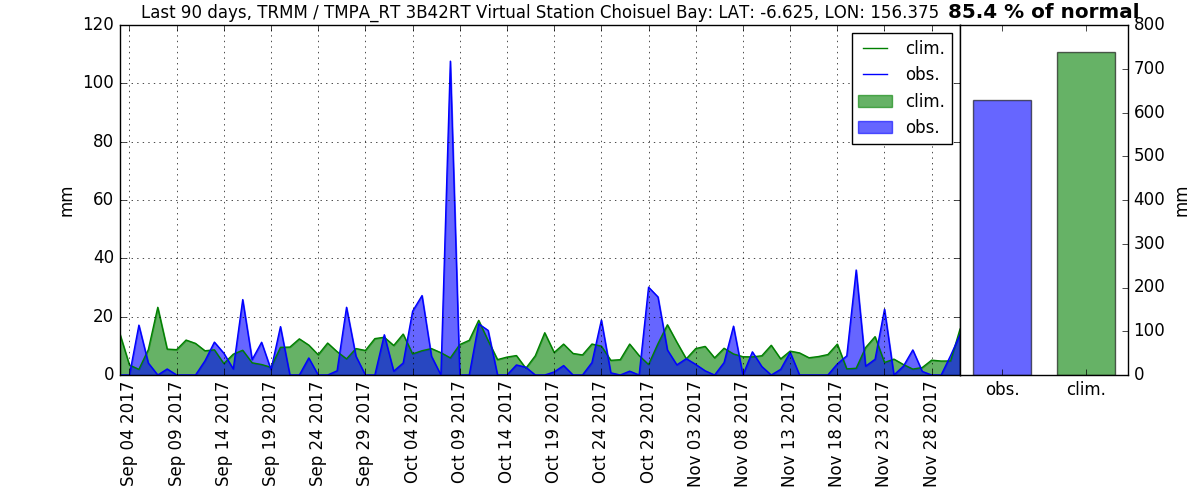 Last 90 days, TRMM / TMPA_RT 3B42RT Virtual Station Choisuel Bay: LAT: -6.625, LON: 156.375
85.4 % of normal
120
100
80
60
40
20
0
mm
clim.
obs.
clim.
obs.
Sep 04 2017
Sep 09 2017
Sep 14 2017
Sep 19 2017
Sep 24 2017
Sep 29 2017
Oct 04 2017
Oct 09 2017
Oct 14 2017
Oct 19 2017
Oct 24 2017
Oct 29 2017
Nov 03 2017
Nov 08 2017
Nov 13 2017
Nov 18 2017
Nov 23 2017
Nov 28 2017
800
700
600
500
400
300
200
100
0
mm
obs.
clim.